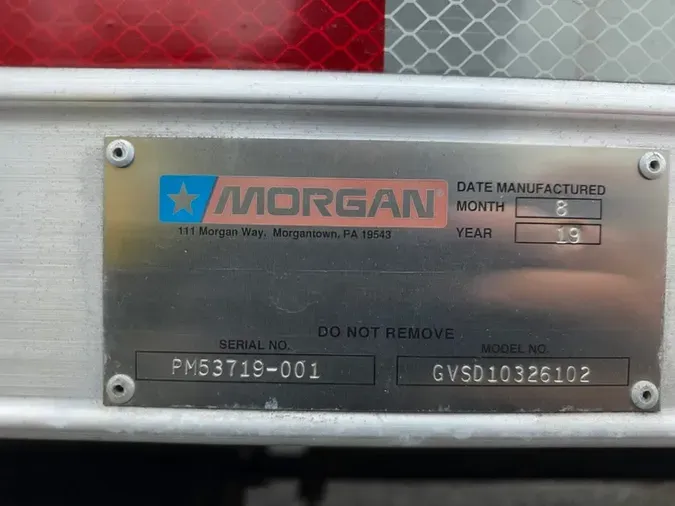 MORGAN®
111 Morgan Way, Morgantown, PA 19543
DATE MANUFACTURED
MONTH 8
YEAR 19
DO NOT REMOVE
SERIAL NO.
PM53719-001
MODEL NO.
GVSD10326102